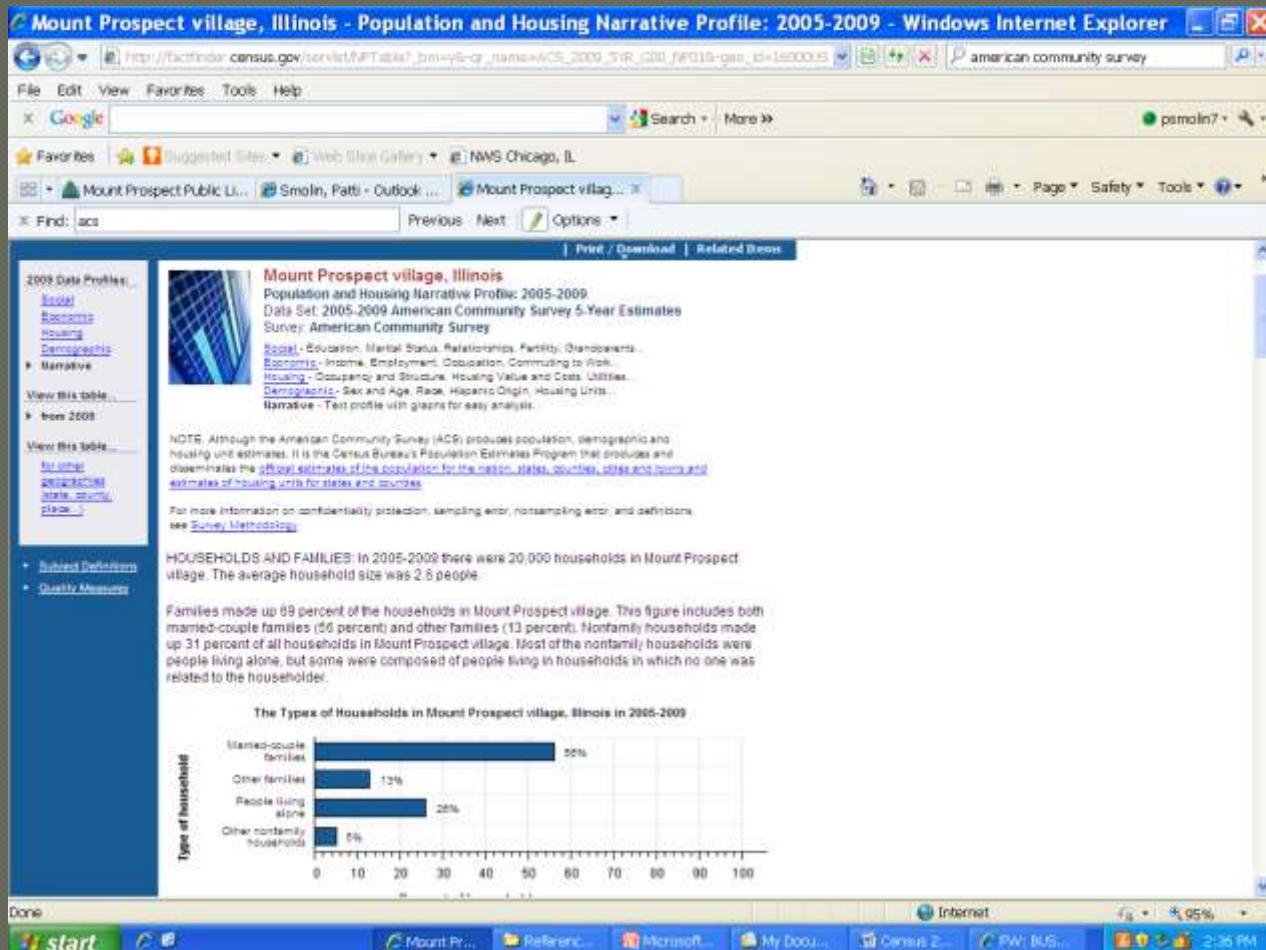 Mount Prospect village, Illinois - Population and Housing Narrative Profile: 2005-2009 - Windows Internet Explorer
http://factfinder.census.gov/servlet/NPTable?_bm=y&-qr_name=ACS_2009_5YR_G00_NP01&-geo_id=16000US
american community survey
File Edit View Favorites Tools Help
x Google Search More >> psmolin7
Favorites Suggested Sites Web Slice Gallery NWS Chicago, IL
Mount Prospect Public Li... Smolin, Patti - Outlook ... Mount Prospect villag... Page Safety Tools
x Find: acs Previous Next Options
| Print / Download | Related Items
2009 Data Profiles:
Social
Economic
Housing
Demographic
Narrative
View this table...
from 2009
View this table...
for other
geographies
(state, county,
place...)
Subject Definitions
Quality Measures
Mount Prospect village, Illinois
Population and Housing Narrative Profile: 2005-2009
Data Set: 2005-2009 American Community Survey 5-Year Estimates
Survey: American Community Survey
Social - Education, Marital Status, Relationships, Fertility, Grandparents...
Economic - Income, Employment, Occupation, Commuting to Work...
Housing - Occupancy and Structure, Housing Value and Costs, Utilities...
Demographic - Sex and Age, Race, Hispanic Origin, Housing Units...
Narrative - Text profile with graphs for easy analysis.
NOTE. Although the American Community Survey (ACS) produces population, demographic and
housing unit estimates, it is the Census Bureau's Population Estimates Program that produces and
disseminates the official estimates of the population for the nation, states, counties, cities and towns and
estimates of housing units for states and counties.
For more information on confidentiality protection, sampling error, nonsampling error, and definitions,
see Survey Methodology.
HOUSEHOLDS AND FAMILIES: In 2005-2009 there were 20,000 households in Mount Prospect
village. The average household size was 2.6 people.
Families made up 69 percent of the households in Mount Prospect village. This figure includes both
married-couple families (56 percent) and other families (13 percent). Nonfamily households made
up 31 percent of all households in Mount Prospect village. Most of the nonfamily households were
people living alone, but some were composed of people living in households in which no one was
related to the householder.
The Types of Households in Mount Prospect village, Illinois in 2005-2009
Type of household
Married-couple
families
56%
Other families
13%
People living
alone
26%
Other nonfamily
households
5%
0 10 20 30 40 50 60 70 80 90 100
Done Internet 95%
start Mount Pr... Referenc... Microsoft... My Docu... Census 2... FW: BUS... 2:36 PM